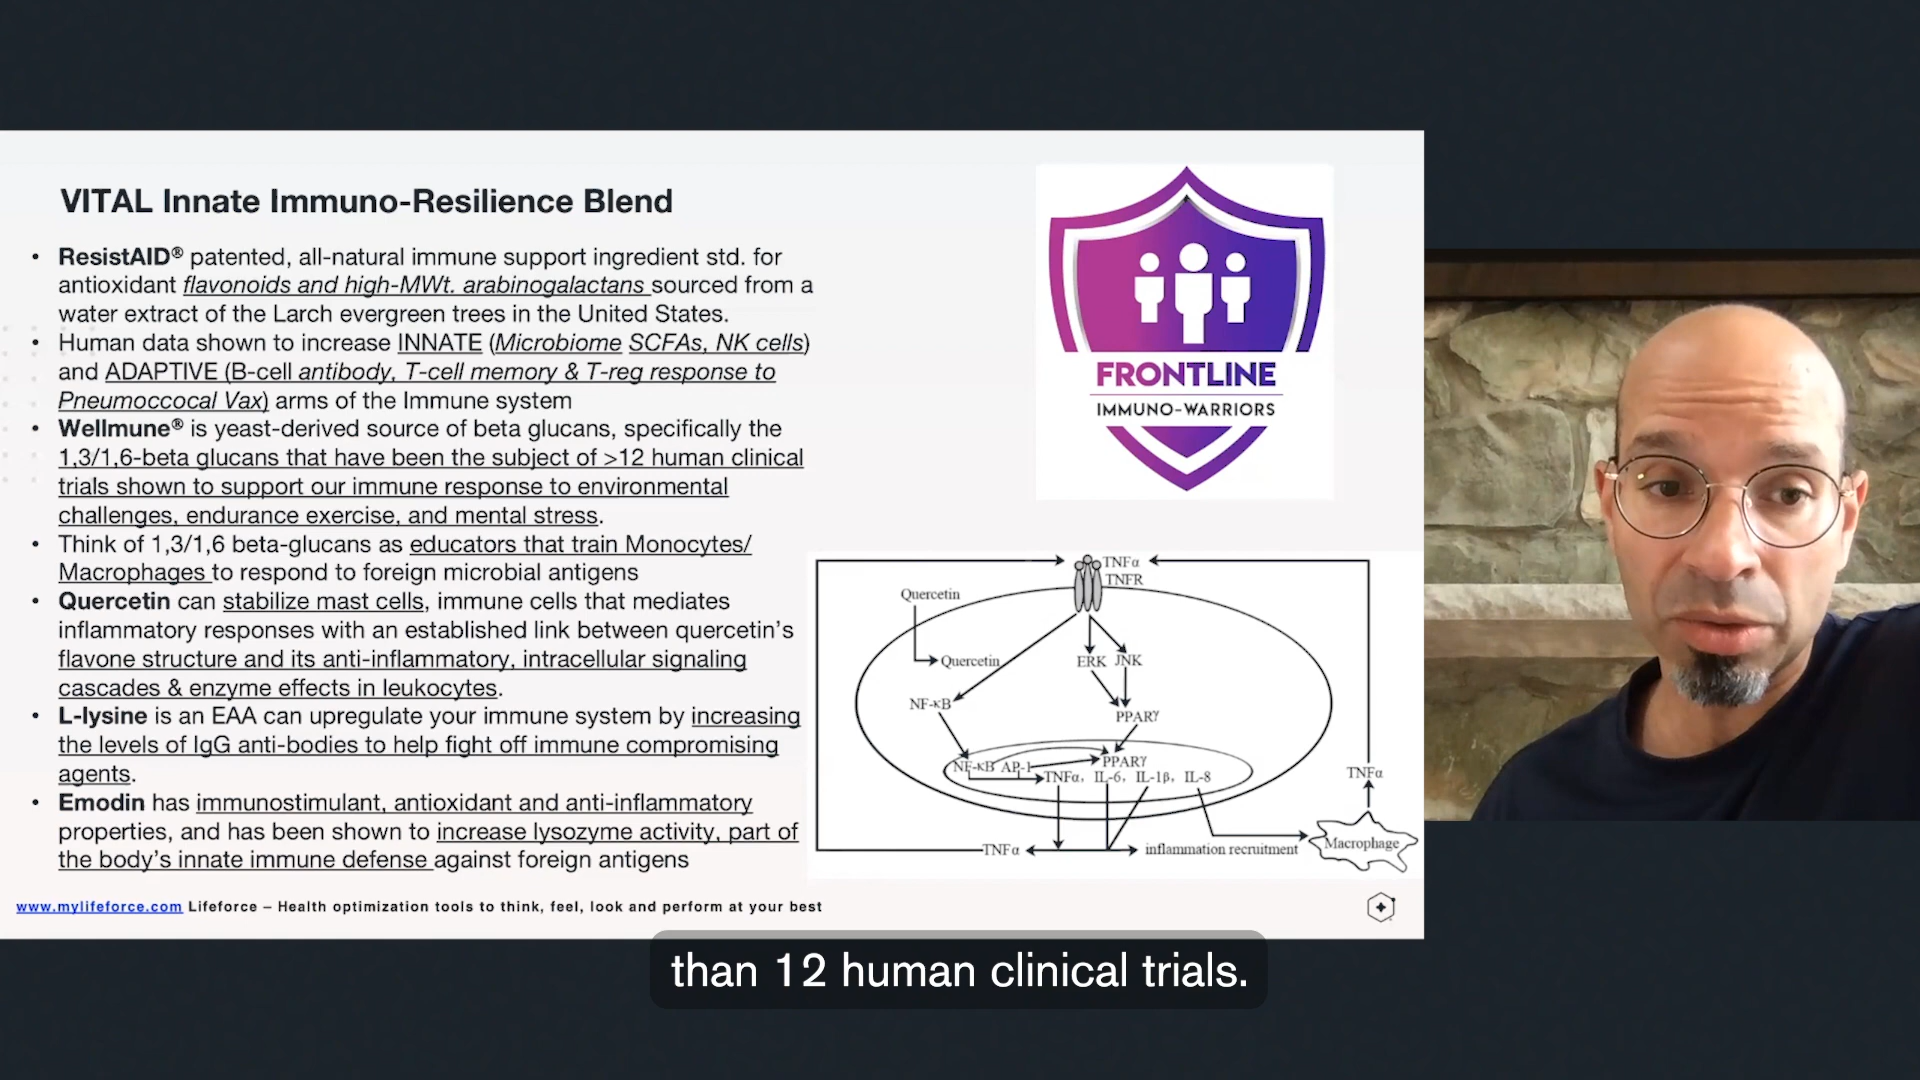 VITAL Innate Immuno-Resilience Blend
• ResistAID® patented, all-natural immune support ingredient std. for
antioxidant flavonoids and high-MWt. arabinogalactans sourced from a
water extract of the Larch evergreen trees in the United States.
• Human data shown to increase INNATE (Microbiome SCFAs, NK cells)
and ADAPTIVE (B-cell antibody, T-cell memory & T-reg response to
Pneumoccocal Vax) arms of the Immune system
• Wellmune® is yeast-derived source of beta glucans, specifically the
1,3/1,6-beta glucans that have been the subject of >12 human clinical
trials shown to support our immune response to environmental
challenges, endurance exercise, and mental stress.
• Think of 1,3/1,6 beta-glucans as educators that train Monocytes/
Macrophages to respond to foreign microbial antigens
• Quercetin can stabilize mast cells, immune cells that mediates
inflammatory responses with an established link between quercetin's
flavone structure and its anti-inflammatory, intracellular signaling
cascades & enzyme effects in leukocytes.
• L-lysine is an EAA can upregulate your immune system by increasing
the levels of IgG anti-bodies to help fight off immune compromising
agents.
• Emodin has immunostimulant, antioxidant and anti-inflammatory
properties, and has been shown to increase lysozyme activity, part of
the body's innate immune defense against foreign antigens
FRONTLINE
IMMUNO-WARRIORS
TNFα
TNFR
Quercetin
Quercetin
ERK JNK
NF-κB
PPARγ
NF-κB AP-1
PPARγ
TNFα, IL-6, IL-1β, IL-8
TNFα
TNFα
inflammation recruitment
Macrophage
www.mylifeforce.com Lifeforce – Health optimization tools to think, feel, look and perform at your best
than 12 human clinical trials.